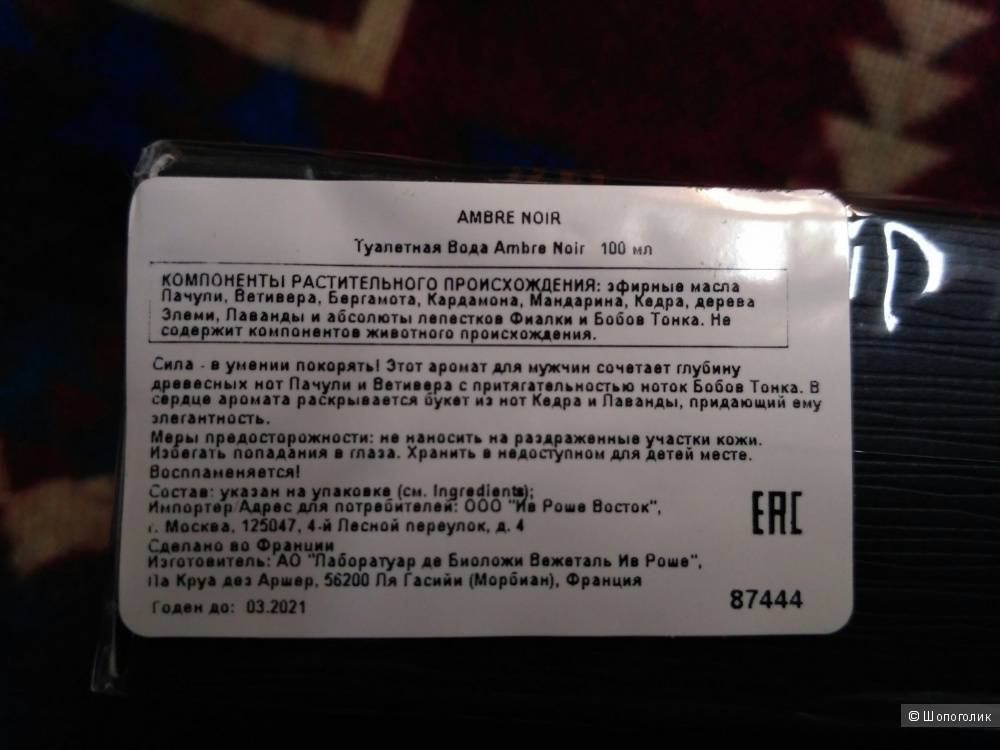 AMBRE NOIR
Туалетная Вода Ambre Noir 100 мл
КОМПОНЕНТЫ РАСТИТЕЛЬНОГО ПРОИСХОЖДЕНИЯ: эфирные масла
Пачули, Ветивера, Бергамота, Кардамона, Мандарина, Кедра, дерева
Элеми, Лаванды и абсолюты лепестков Фиалки и Бобов Тонка. Не
содержит компонентов животного происхождения.
Сила - в умении покорять! Этот аромат для мужчин сочетает глубину
древесных нот Пачули и Ветивера с притягательностью ноток Бобов Тонка. В
сердце аромата раскрывается букет из нот Кедра и Лаванды, придающий ему
элегантность.
Меры предосторожности: не наносить на раздраженные участки кожи.
Избегать попадания в глаза. Хранить в недоступном для детей месте.
Воспламеняется!
Состав: указан на упаковке (см. Ingredients);
Импортер/Адрес для потребителей: ООО "Ив Роше Восток",
г. Москва, 125047, 4-й Лесной переулок, д. 4
EAC
Сделано во Франции
Изготовитель: АО "Лаборатуар де Биоложи Вежеталь Ив Роше",
Ла Круа дез Аршер, 56200 Ля Гасийи (Морбиан), Франция
87444
Годен до: 03.2021
© Шопоголик